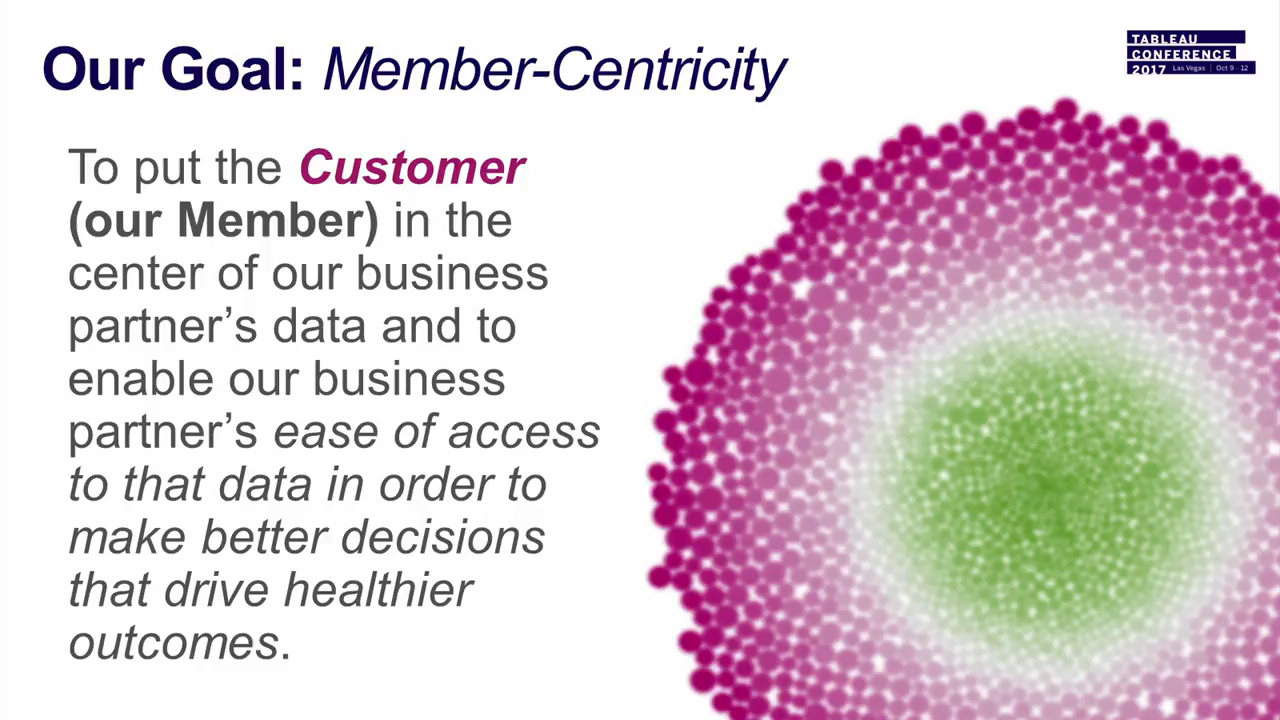 Our Goal: Member-Centricity
TABLEAU
CONFERENCE
2017 Las Vegas | Oct 9 - 12
To put the Customer
(our Member) in the
center of our business
partner’s data and to
enable our business
partner’s ease of access
to that data in order to
make better decisions
that drive healthier
outcomes.